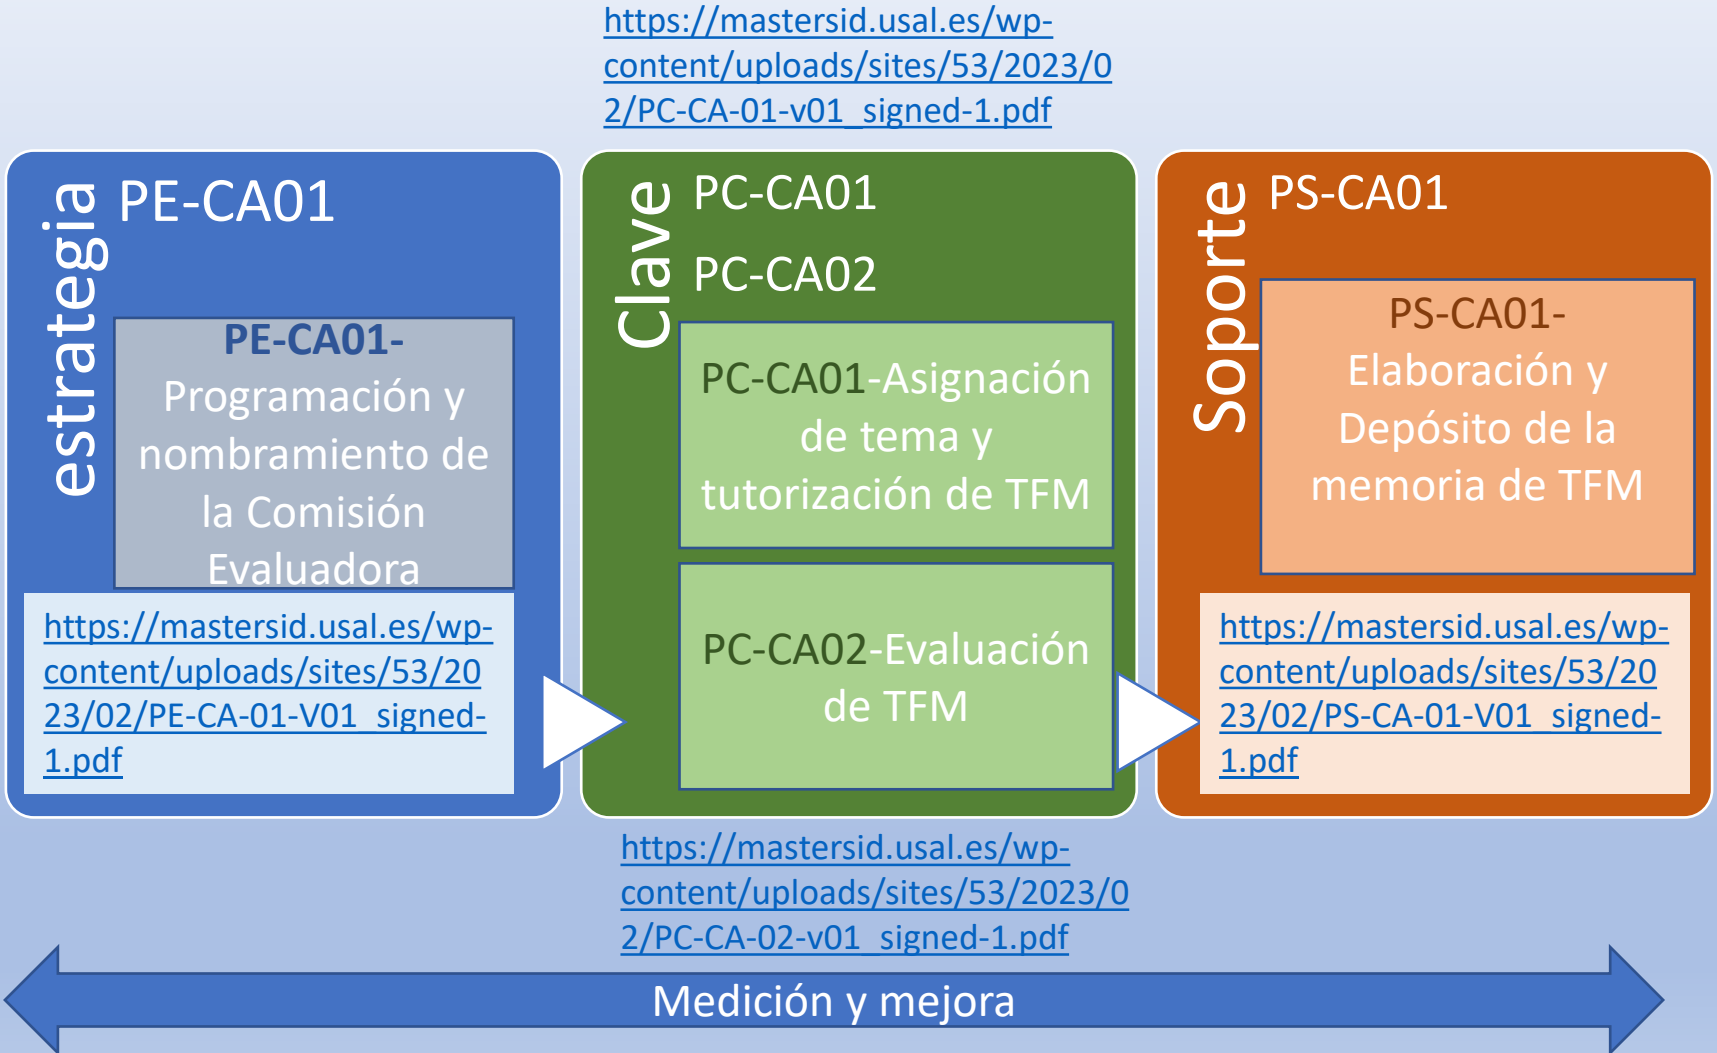 https://mastersid.usal.es/wp-
content/uploads/sites/53/2023/0
2/PC-CA-01-v01_signed-1.pdf
estrategia
PE-CA01
PE-CA01-
Programación y
nombramiento de
la Comisión
Evaluadora
https://mastersid.usal.es/wp-
content/uploads/sites/53/20
23/02/PE-CA-01-V01_signed-
1.pdf
Clave
PC-CA01
PC-CA02
PC-CA01-Asignación
de tema y
tutorización de TFM
PC-CA02-Evaluación
de TFM
Soporte
PS-CA01
PS-CA01-
Elaboración y
Depósito de la
memoria de TFM
https://mastersid.usal.es/wp-
content/uploads/sites/53/20
23/02/PS-CA-01-V01_signed-
1.pdf
https://mastersid.usal.es/wp-
content/uploads/sites/53/2023/0
2/PC-CA-02-v01_signed-1.pdf
Medición y mejora